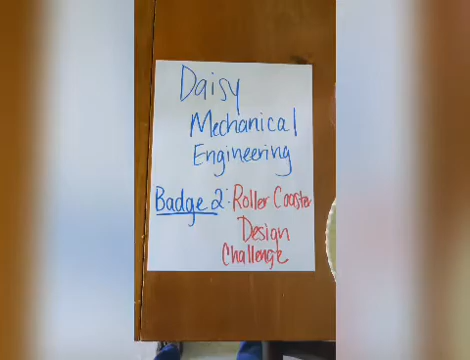 Daisy
Mechanical
Engineering
Badge 2: Roller Coaster
Design
Challenge